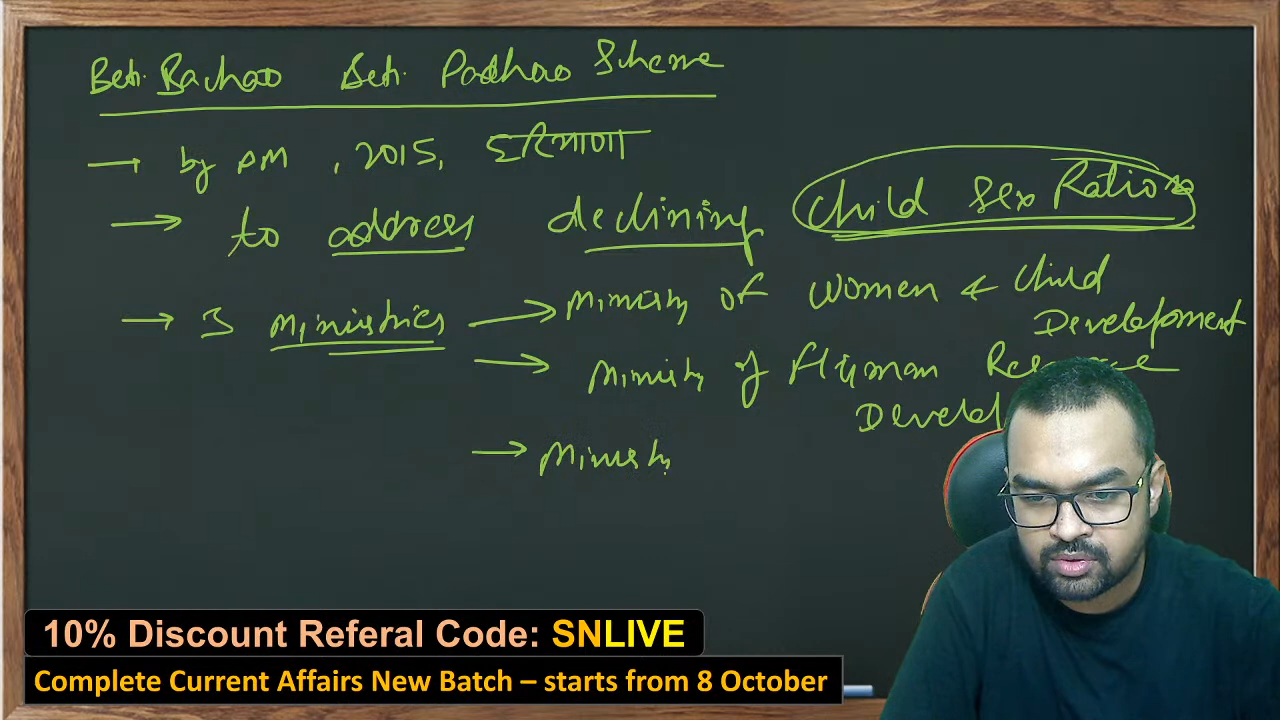 Beti Bachao Beti Padhao Scheme
→ by PM, 2015, हरियाणा
→ to address declining Child Sex Ratio
→ 3 Ministries → Ministry of Women & Child Development
→ Ministry of Human Resource
Develo
→ Ministry
10% Discount Referal Code: SNLIVE
Complete Current Affairs New Batch – starts from 8 October